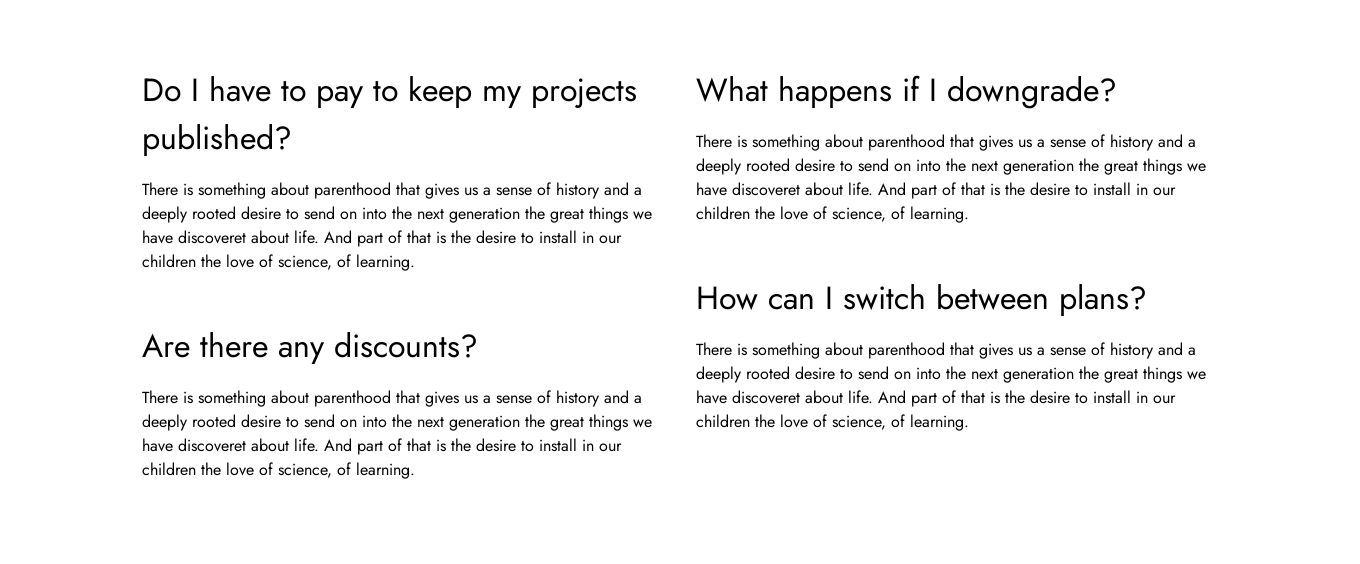 Do I have to pay to keep my projects
published?
There is something about parenthood that gives us a sense of history and a
deeply rooted desire to send on into the next generation the great things we
have discoveret about life. And part of that is the desire to install in our
children the love of science, of learning.
Are there any discounts?
There is something about parenthood that gives us a sense of history and a
deeply rooted desire to send on into the next generation the great things we
have discoveret about life. And part of that is the desire to install in our
children the love of science, of learning.
What happens if I downgrade?
There is something about parenthood that gives us a sense of history and a
deeply rooted desire to send on into the next generation the great things we
have discoveret about life. And part of that is the desire to install in our
children the love of science, of learning.
How can I switch between plans?
There is something about parenthood that gives us a sense of history and a
deeply rooted desire to send on into the next generation the great things we
have discoveret about life. And part of that is the desire to install in our
children the love of science, of learning.